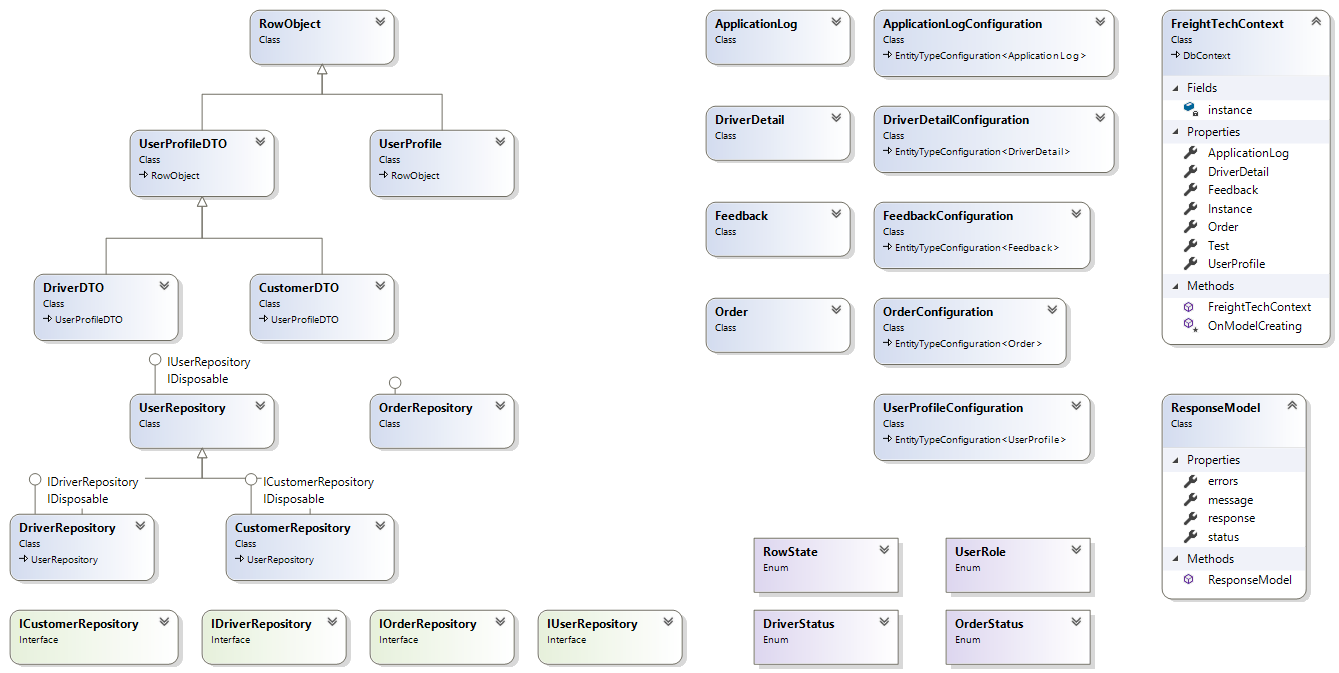 RowObject
Class
UserProfileDTO
Class
RowObject
UserProfile
Class
RowObject
DriverDTO
Class
UserProfileDTO
CustomerDTO
Class
UserProfileDTO
IUserRepository
IDisposable
UserRepository
Class
OrderRepository
Class
IDriverRepository
IDisposable
DriverRepository
Class
UserRepository
ICustomerRepository
IDisposable
CustomerRepository
Class
UserRepository
ICustomerRepository
Interface
IDriverRepository
Interface
IOrderRepository
Interface
IUserRepository
Interface
ApplicationLog
Class
ApplicationLogConfiguration
Class
EntityTypeConfiguration<ApplicationLog>
DriverDetail
Class
DriverDetailConfiguration
Class
EntityTypeConfiguration<DriverDetail>
Feedback
Class
FeedbackConfiguration
Class
EntityTypeConfiguration<Feedback>
Order
Class
OrderConfiguration
Class
EntityTypeConfiguration<Order>
UserProfileConfiguration
Class
EntityTypeConfiguration<UserProfile>
RowState
Enum
UserRole
Enum
DriverStatus
Enum
OrderStatus
Enum
FreightTechContext
Class
DbContext
Fields
instance
Properties
ApplicationLog
DriverDetail
Feedback
Instance
Order
Test
UserProfile
Methods
FreightTechContext
OnModelCreating
ResponseModel
Class
Properties
errors
message
response
status
Methods
ResponseModel